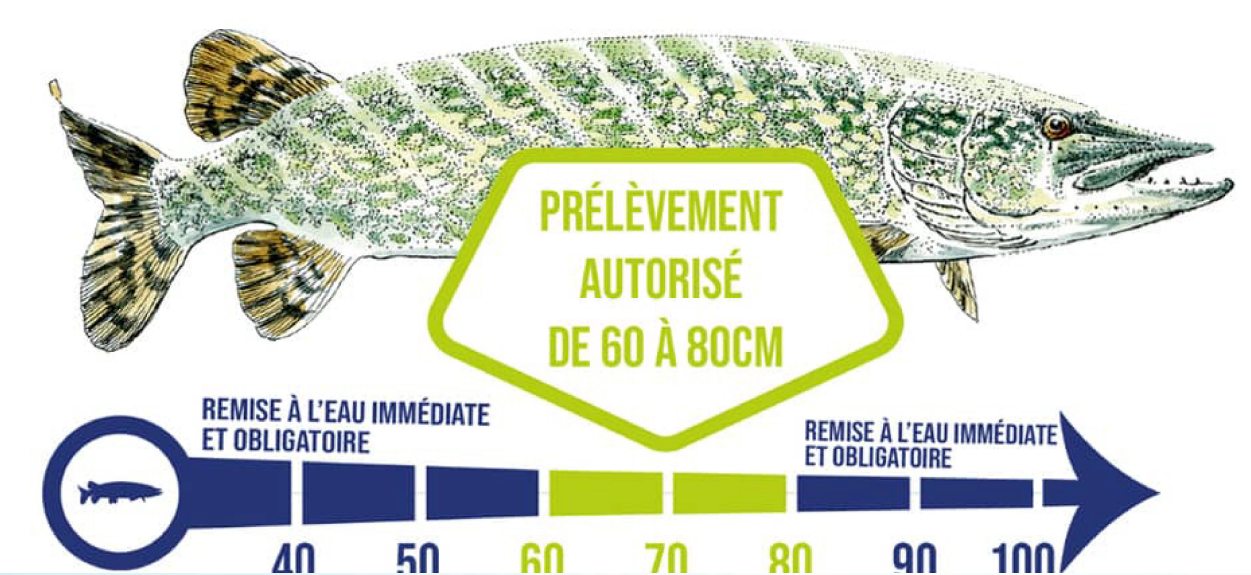 PRÉLÈVEMENT
AUTORISÉ
DE 60 À 80CM
REMISE À L'EAU IMMÉDIATE
ET OBLIGATOIRE
REMISE À L'EAU IMMÉDIATE
ET OBLIGATOIRE
40 50 60 70 80 90 100